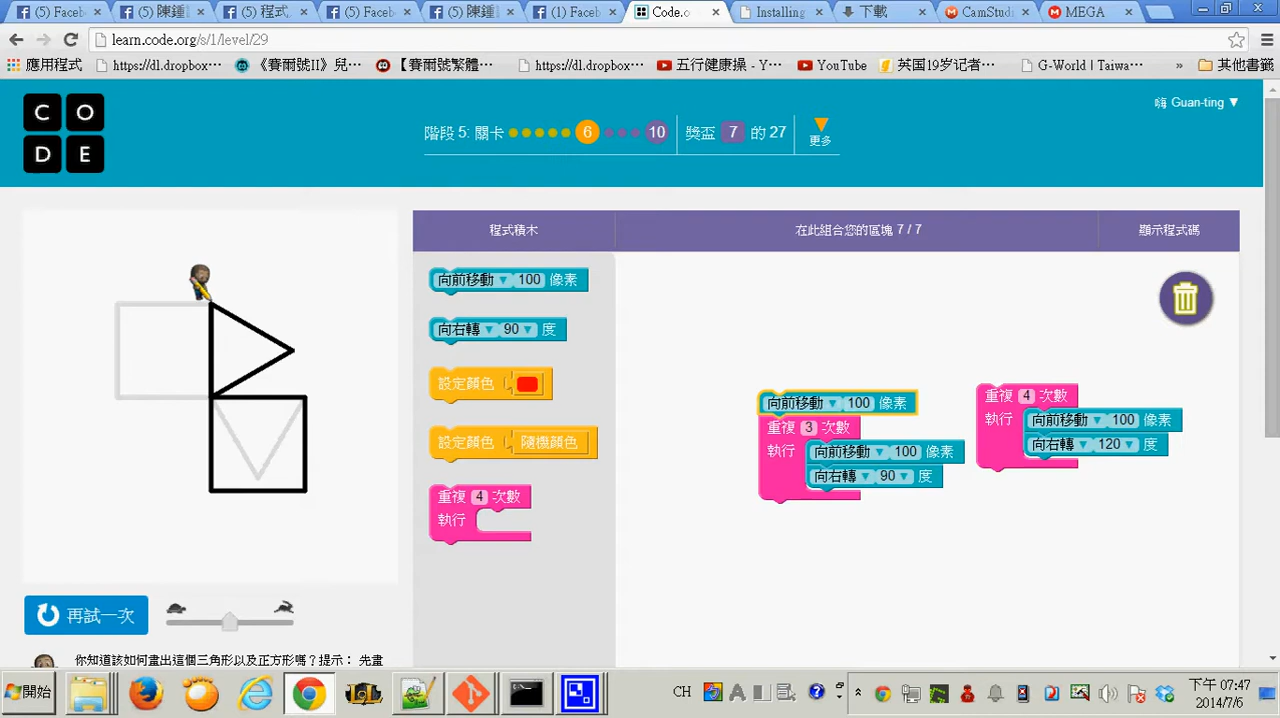 (5) Faceb
(5) 陳鍾
(5) 程式
(5) Faceb
(5) 陳鍾
(1) Faceb
Code.o
Installing
下載
CamStudi
MEGA
learn.code.org/s/1/level/29
應用程式
https://dl.dropbox…
《賽爾號II》兒…
【賽爾號繁體…
https://dl.dropbox…
五行健康操 - Y…
YouTube
英国19岁记者…
G-World | Taiwa…
»
其他書籤
C O
D E
階段 5: 關卡
6
10
獎盃 7 的 27
更多
嗨 Guan-ting ▼
程式積木
在此組合您的區塊 7 / 7
顯示程式碼
向前移動 100 像素
向右轉 90 度
設定顏色
設定顏色 隨機顏色
重複 4 次數
執行
向前移動 100 像素
重複 3 次數
執行 向前移動 100 像素
向右轉 90 度
重複 4 次數
執行 向前移動 100 像素
向右轉 120 度
再試一次
你知道該如何畫出這個三角形以及正方形嗎？提示： 先畫
開始
CH
下午 07:47
2014/7/6